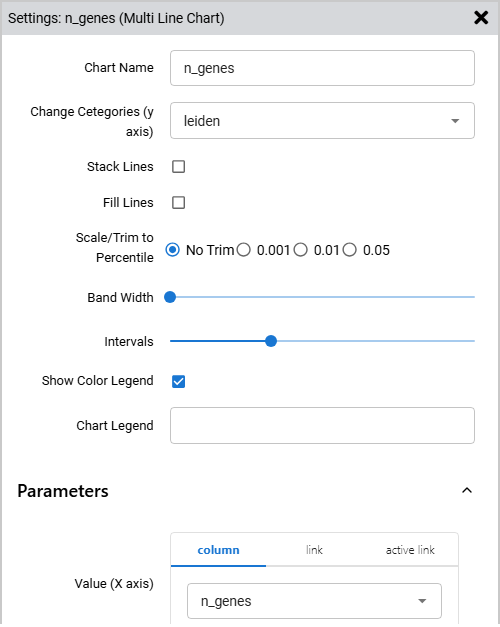 Settings: n_genes (Multi Line Chart)
Chart Name
n_genes
Change Cetegories (y
axis)
leiden
Stack Lines
Fill Lines
Scale/Trim to
Percentile
No Trim 0.001 0.01 0.05
Band Width
Intervals
Show Color Legend
Chart Legend
Parameters
column link active link
Value (X axis)
n_genes